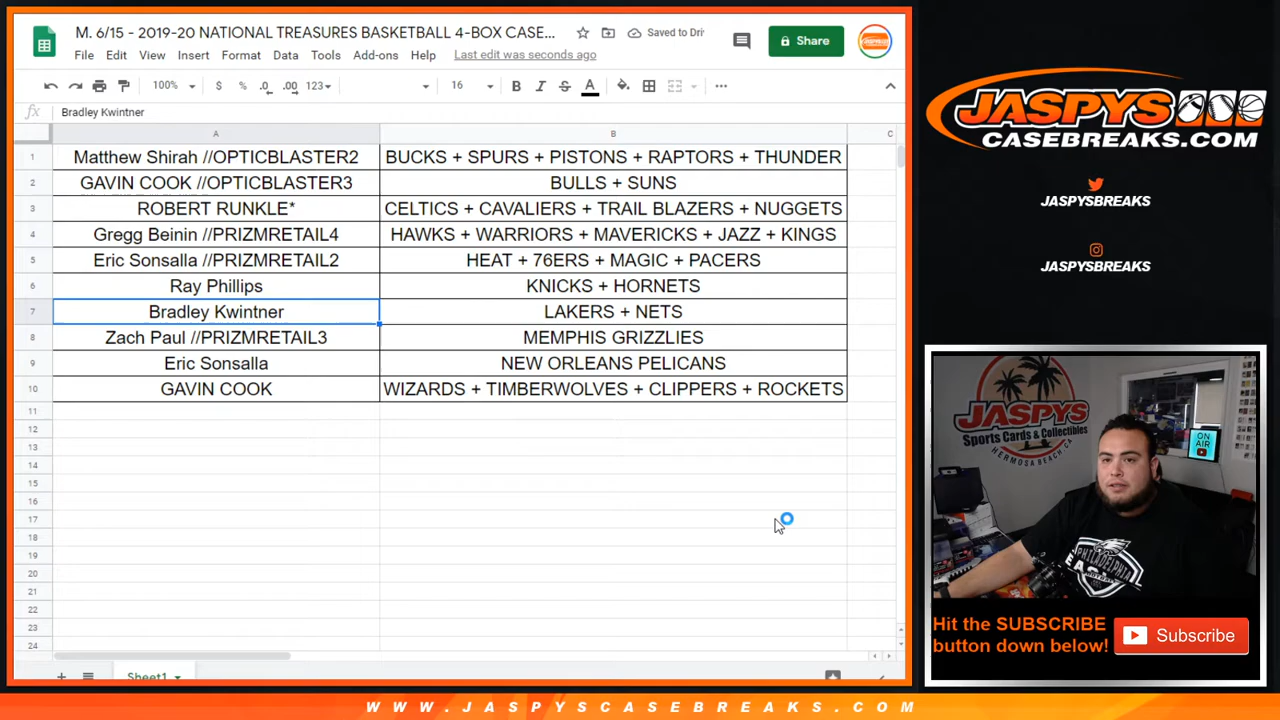 M. 6/15 - 2019-20 NATIONAL TREASURES BASKETBALL 4-BOX CASE...
Saved to Dri
Share
File Edit View Insert Format Data Tools Add-ons Help Last edit was seconds ago
100% $ % .0 .00 123 16 B I S A
fx Bradley Kwintner
A B C
1 Matthew Shirah //OPTICBLASTER2 BUCKS + SPURS + PISTONS + RAPTORS + THUNDER
2 GAVIN COOK //OPTICBLASTER3 BULLS + SUNS
3 ROBERT RUNKLE* CELTICS + CAVALIERS + TRAIL BLAZERS + NUGGETS
4 Gregg Beinin //PRIZMRETAIL4 HAWKS + WARRIORS + MAVERICKS + JAZZ + KINGS
5 Eric Sonsalla //PRIZMRETAIL2 HEAT + 76ERS + MAGIC + PACERS
6 Ray Phillips KNICKS + HORNETS
7 Bradley Kwintner LAKERS + NETS
8 Zach Paul //PRIZMRETAIL3 MEMPHIS GRIZZLIES
9 Eric Sonsalla NEW ORLEANS PELICANS
10 GAVIN COOK WIZARDS + TIMBERWOLVES + CLIPPERS + ROCKETS
11
12
13
14
15
16
17
18
19
20
21
22
23
24
Sheet1
JASPYS
CASEBREAKS.COM
JASPYSBREAKS
JASPYSBREAKS
JASPYS
Sports Cards & Collectibles
HERMOSA BEACH, CA
ON
AIR
PHILADELPHIA
Hit the SUBSCRIBE
button down below!
Subscribe
WWW.JASPYSCASEBREAKS.COM